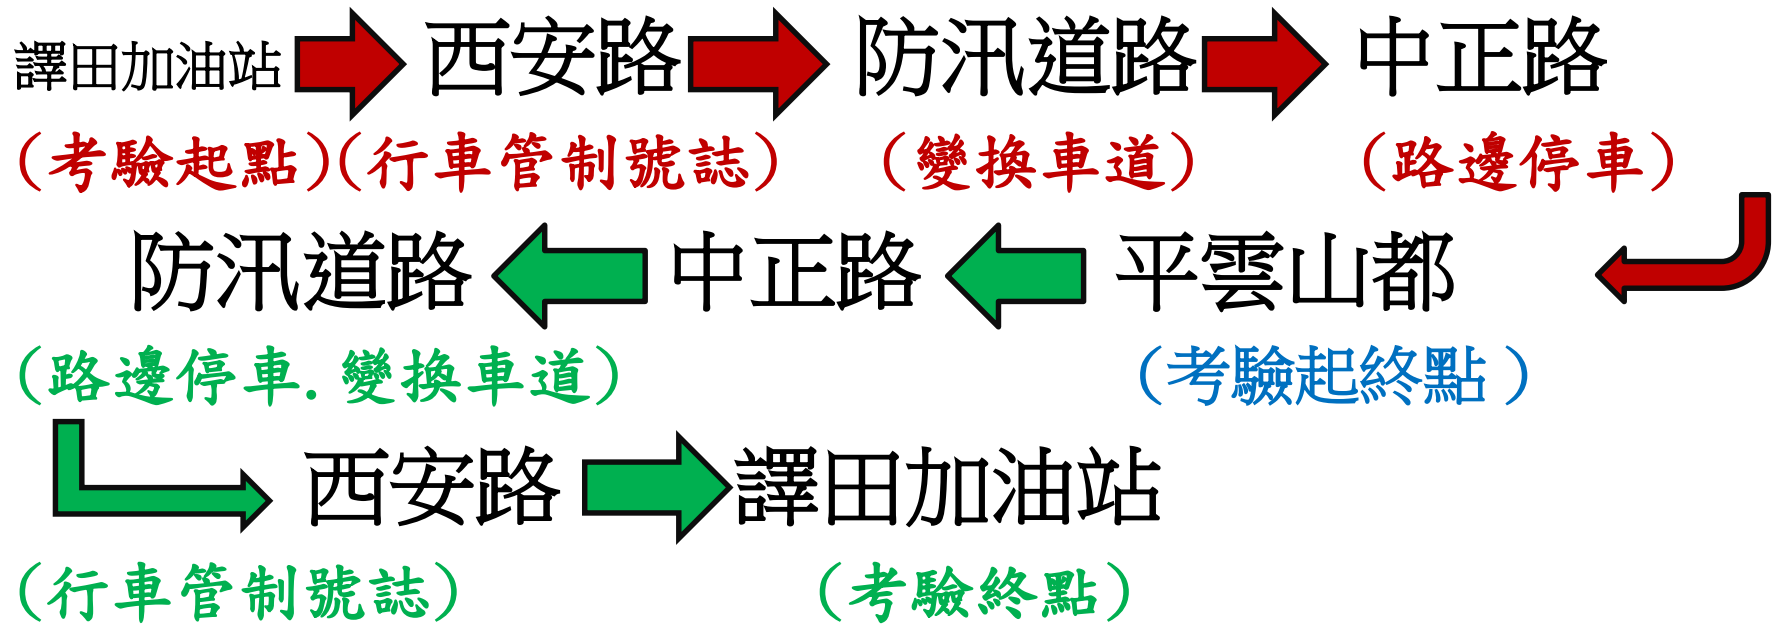 譯田加油站 西安路 防汛道路 中正路
(考驗起點)(行車管制號誌) (變換車道) (路邊停車)
防汛道路 中正路 平雲山都
(路邊停車.變換車道) (考驗起終點)
西安路 譯田加油站
(行車管制號誌) (考驗終點)